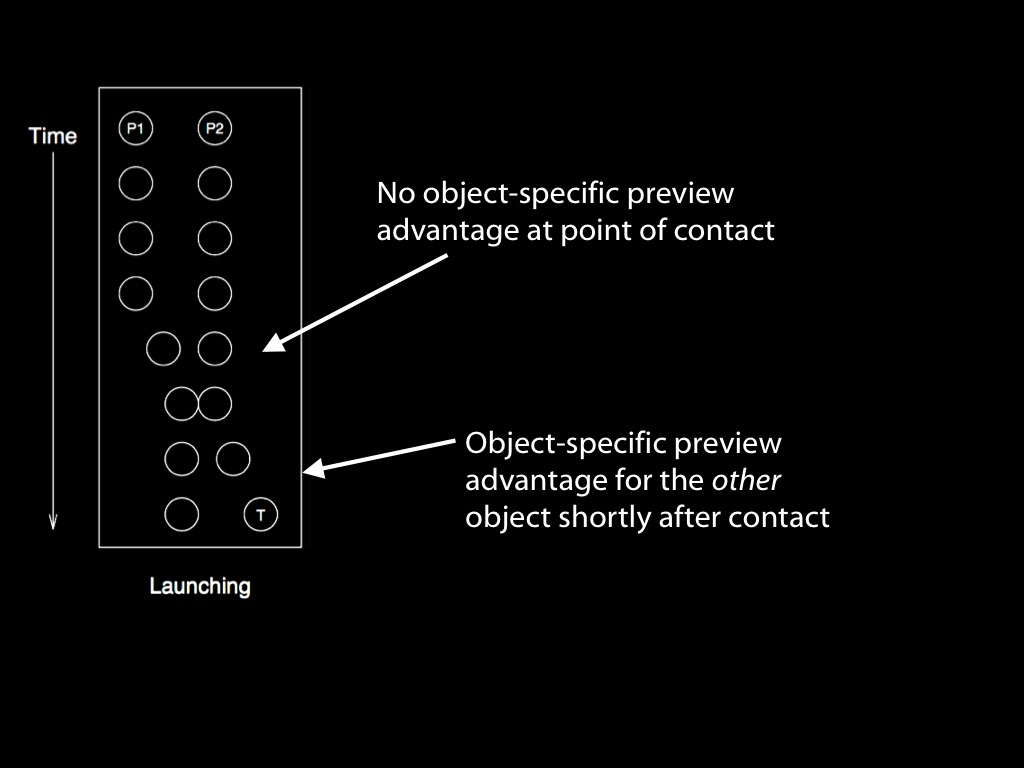 P1 P2
Time
No object-specific preview
advantage at point of contact
Object-specific preview
advantage for the other
object shortly after contact
T
Launching